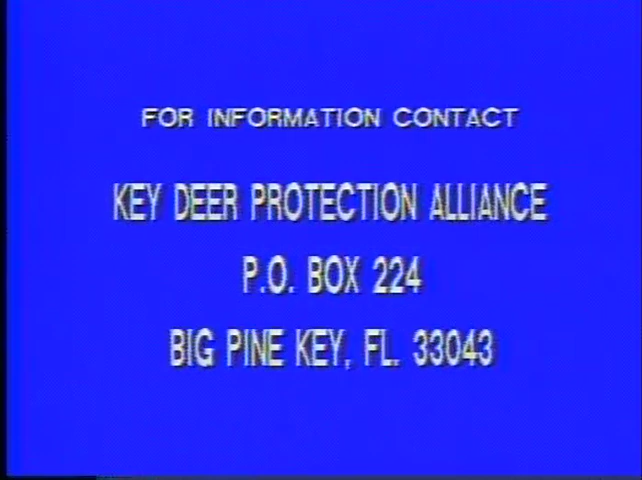 FOR INFORMATION CONTACT
KEY DEER PROTECTION ALLIANCE
P.O. BOX 224
BIG PINE KEY, FL. 33043